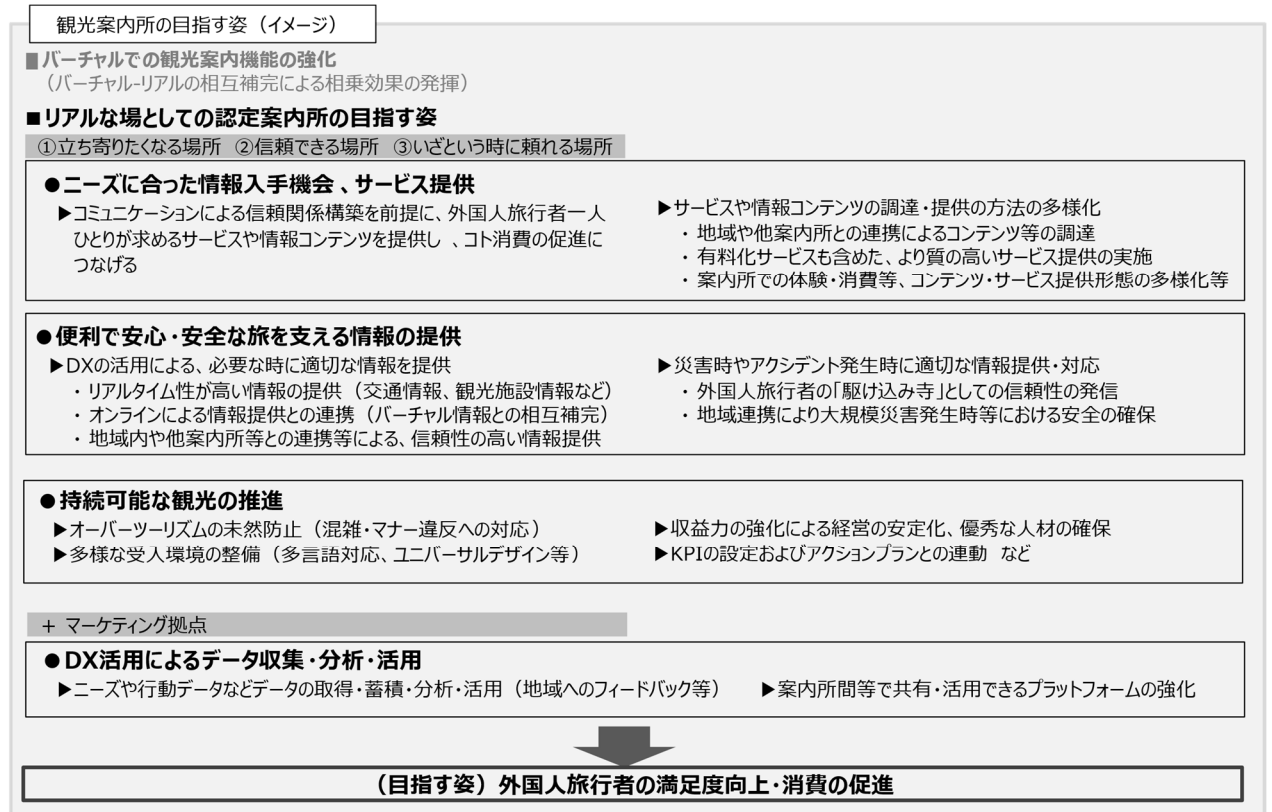 観光案内所の目指す姿（イメージ）
■バーチャルでの観光案内機能の強化
（バーチャル-リアルの相互補完による相乗効果の発揮）
■リアルな場としての認定案内所の目指す姿
①立ち寄りたくなる場所 ②信頼できる場所 ③いざという時に頼れる場所
●ニーズに合った情報入手機会 、サービス提供
▶コミュニケーションによる信頼関係構築を前提に、外国人旅行者一人
ひとりが求めるサービスや情報コンテンツを提供し 、コト消費の促進に
つなげる
▶サービスや情報コンテンツの調達・提供の方法の多様化
・ 地域や他案内所との連携によるコンテンツ等の調達
・ 有料化サービスも含めた、より質の高いサービス提供の実施
・ 案内所での体験・消費等、コンテンツ・サービス提供形態の多様化等
●便利で安心・安全な旅を支える情報の提供
▶DXの活用による、必要な時に適切な情報を提供
・ リアルタイム性が高い情報の提供（交通情報、観光施設情報など）
・ オンラインによる情報提供との連携（バーチャル情報との相互補完）
・ 地域内や他案内所等との連携等による、信頼性の高い情報提供
▶災害時やアクシデント発生時に適切な情報提供・対応
・ 外国人旅行者の「駆け込み寺」としての信頼性の発信
・ 地域連携により大規模災害発生時等における安全の確保
●持続可能な観光の推進
▶オーバーツーリズムの未然防止（混雑・マナー違反への対応）
▶多様な受入環境の整備（多言語対応、ユニバーサルデザイン等）
▶収益力の強化による経営の安定化、優秀な人材の確保
▶KPIの設定およびアクションプランとの連動 など
＋ マーケティング拠点
●DX活用によるデータ収集・分析・活用
▶ニーズや行動データなどデータの取得・蓄積・分析・活用（地域へのフィードバック等）
▶案内所間等で共有・活用できるプラットフォームの強化
（目指す姿）外国人旅行者の満足度向上・消費の促進